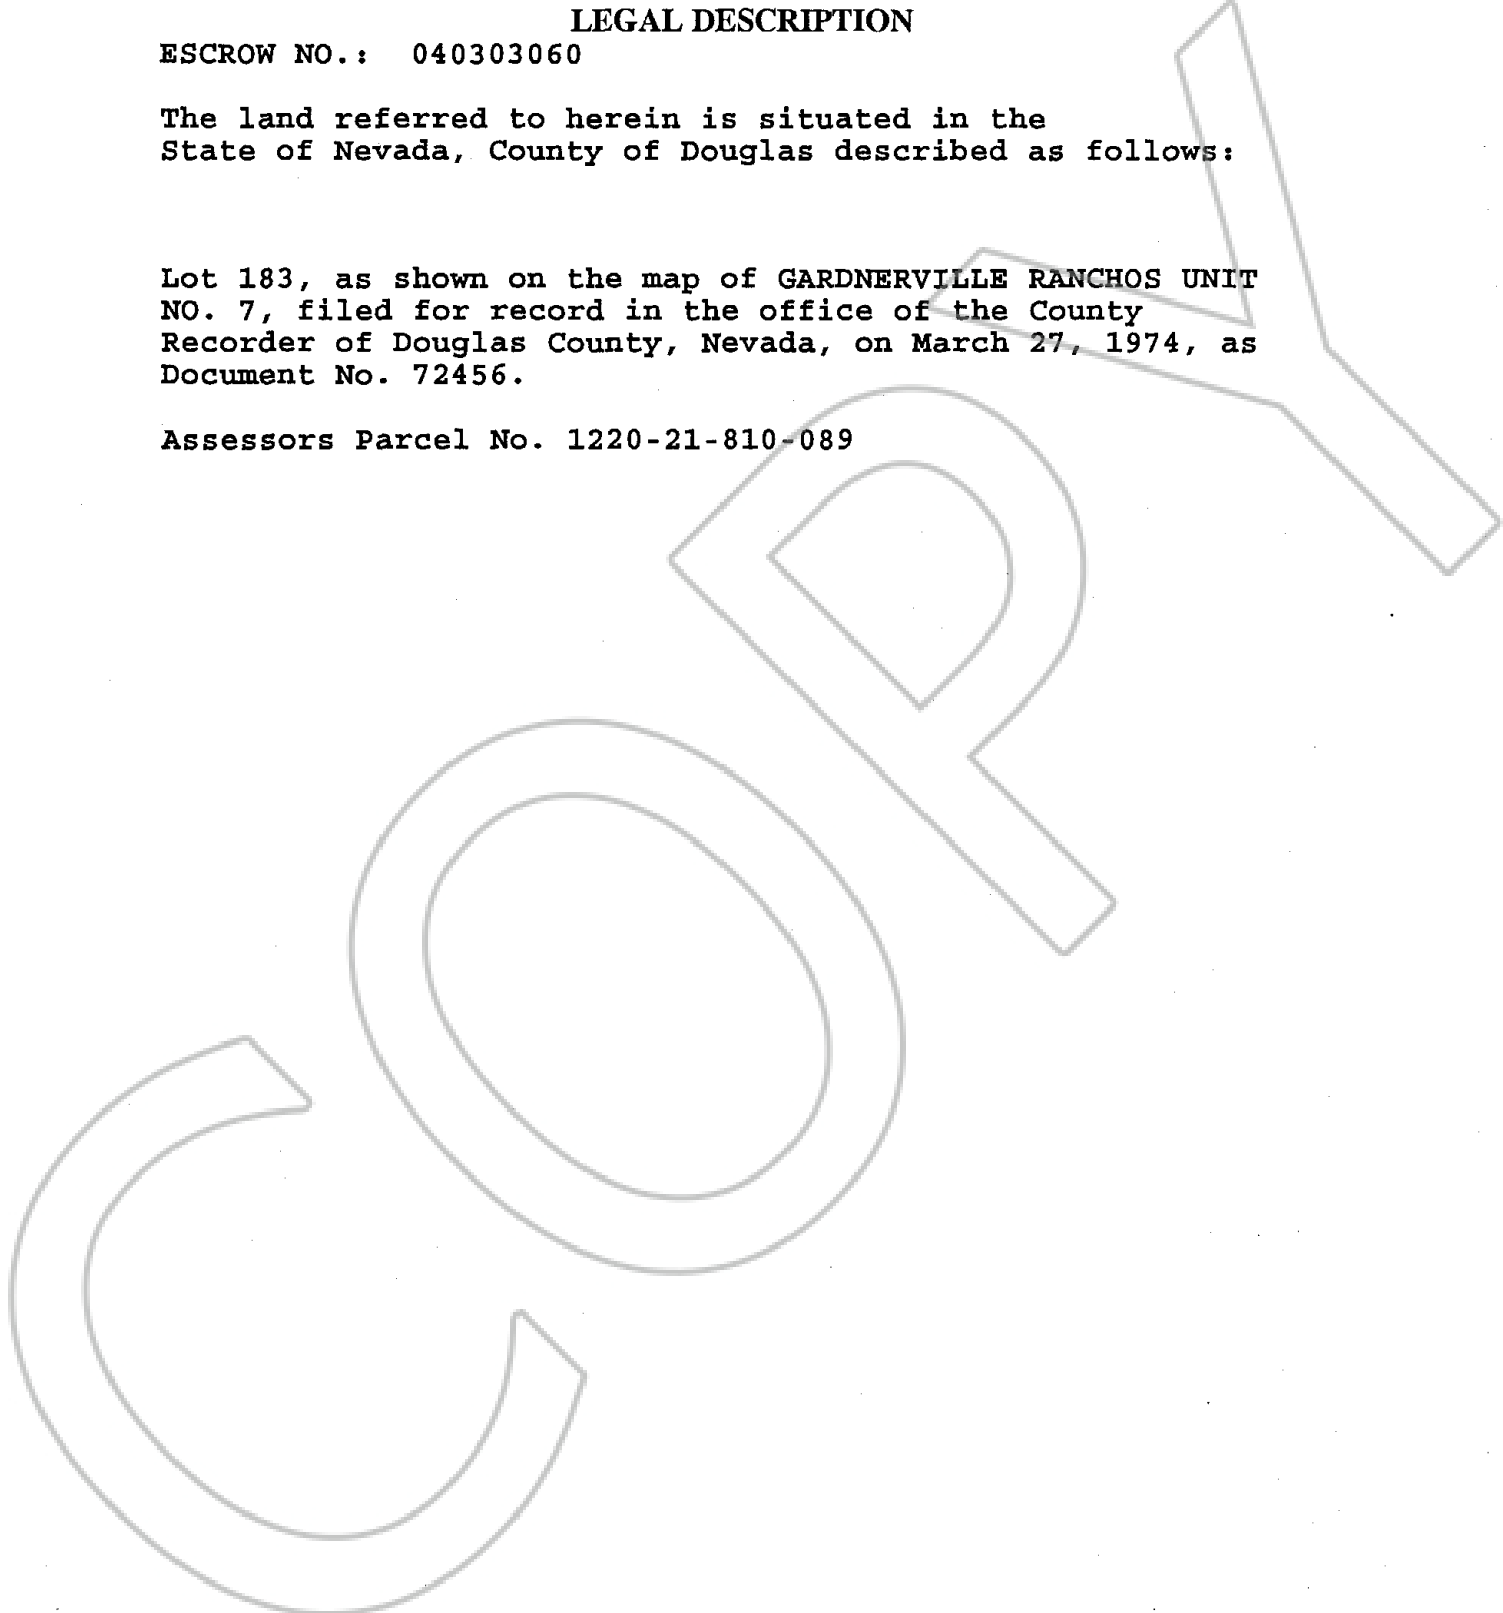 LEGAL DESCRIPTION
ESCROW NO.: 040303060
The land referred to herein is situated in the
State of Nevada, County of Douglas described as follows:
Lot 183, as shown on the map of GARDNERVILLE RANCHOS UNIT
NO. 7, filed for record in the office of the County
Recorder of Douglas County, Nevada, on March 27, 1974, as
Document No. 72456.
Assessors Parcel No. 1220-21-810-089
COPY